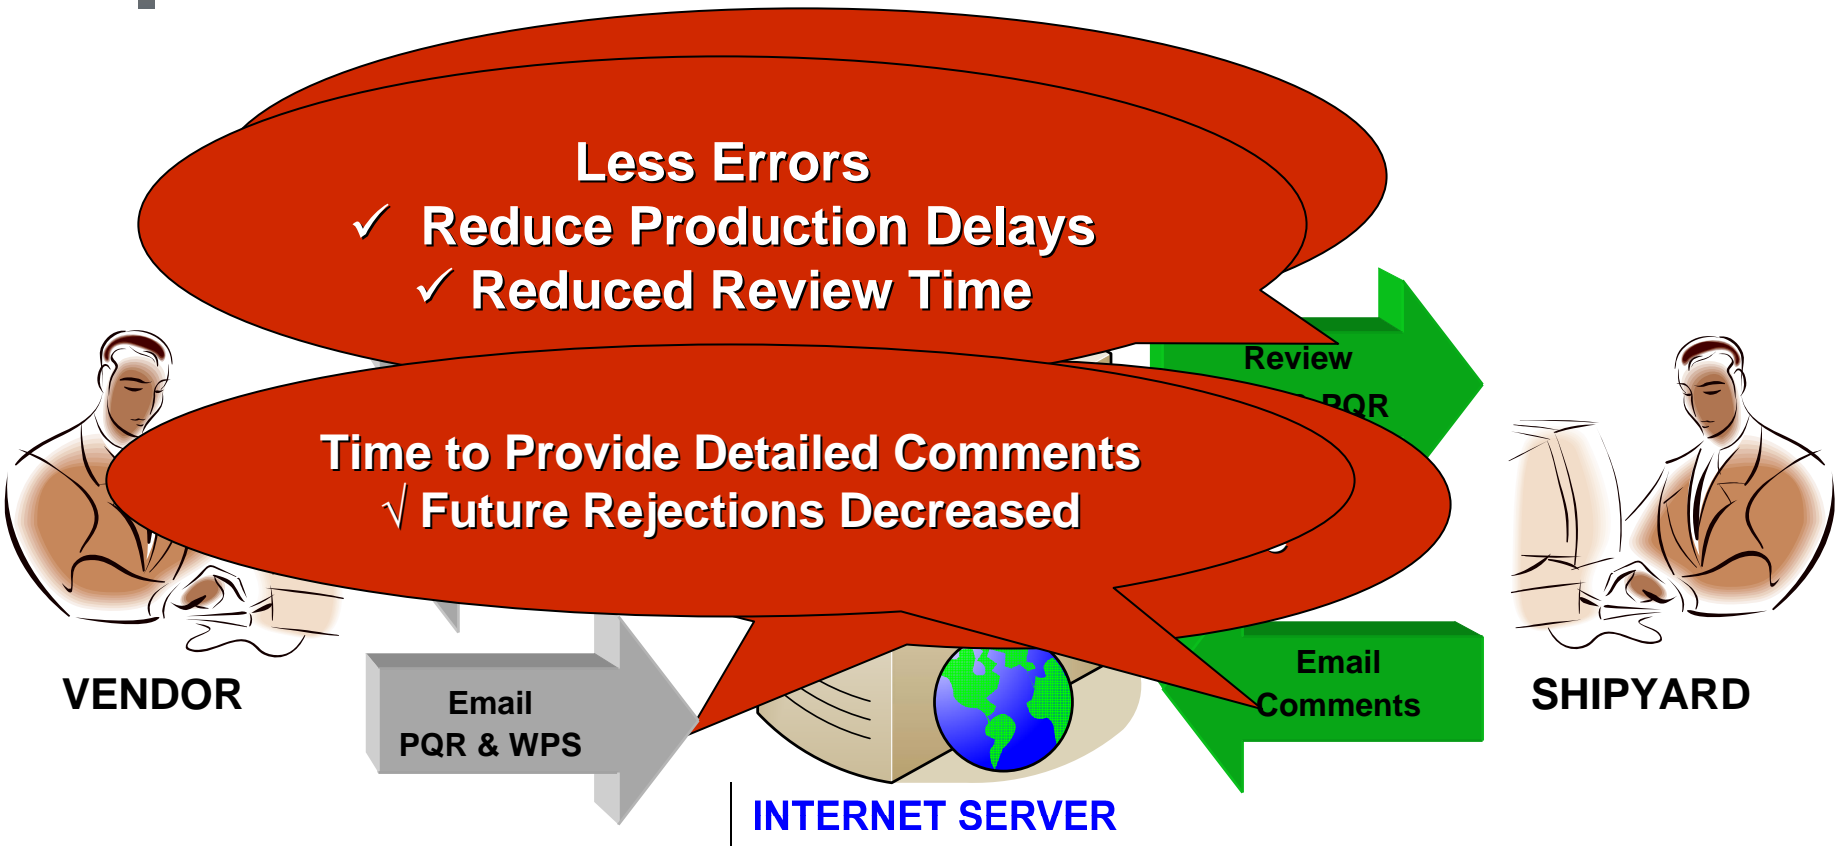 Less Errors
✓ Reduce Production Delays
✓ Reduced Review Time
Review
PQR
Time to Provide Detailed Comments
√ Future Rejections Decreased
VENDOR
Email
PQR & WPS
Email
Comments
SHIPYARD
INTERNET SERVER